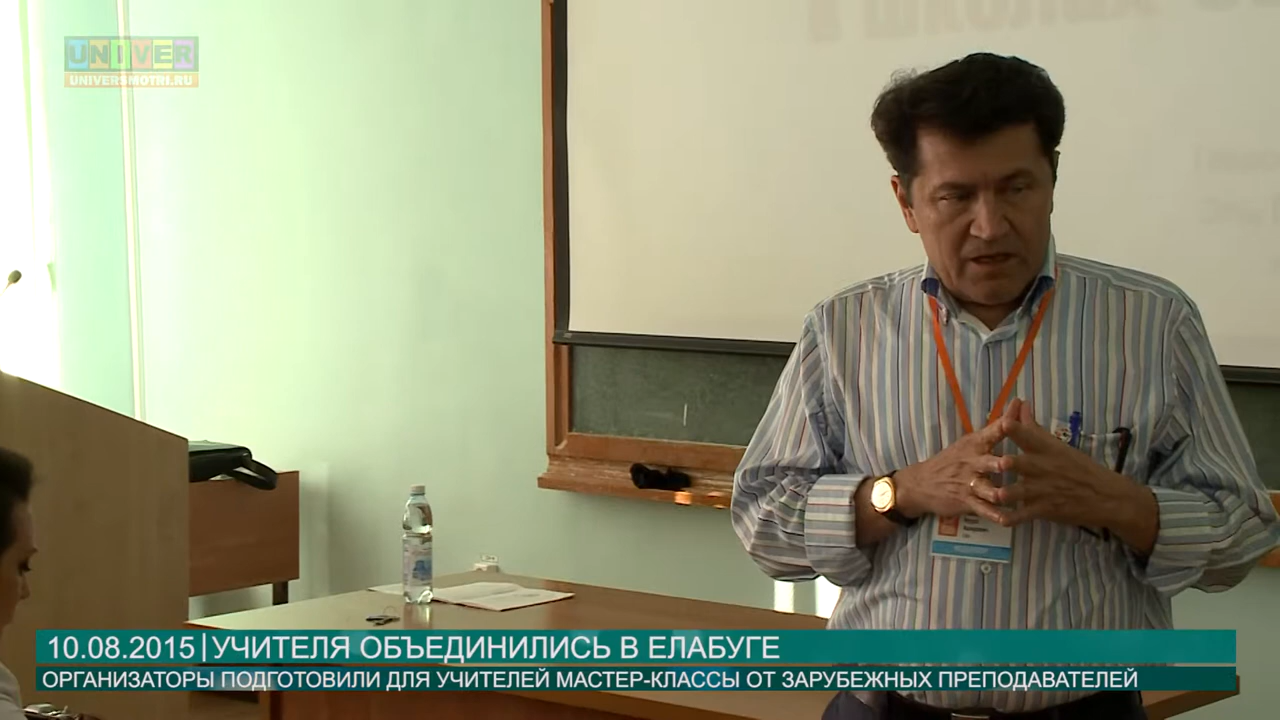 UNIVER
UNIVERSMOTRI.RU
10.08.2015|УЧИТЕЛЯ ОБЪЕДИНИЛИСЬ В ЕЛАБУГЕ
ОРГАНИЗАТОРЫ ПОДГОТОВИЛИ ДЛЯ УЧИТЕЛЕЙ МАСТЕР-КЛАССЫ ОТ ЗАРУБЕЖНЫХ ПРЕПОДАВАТЕЛЕЙ